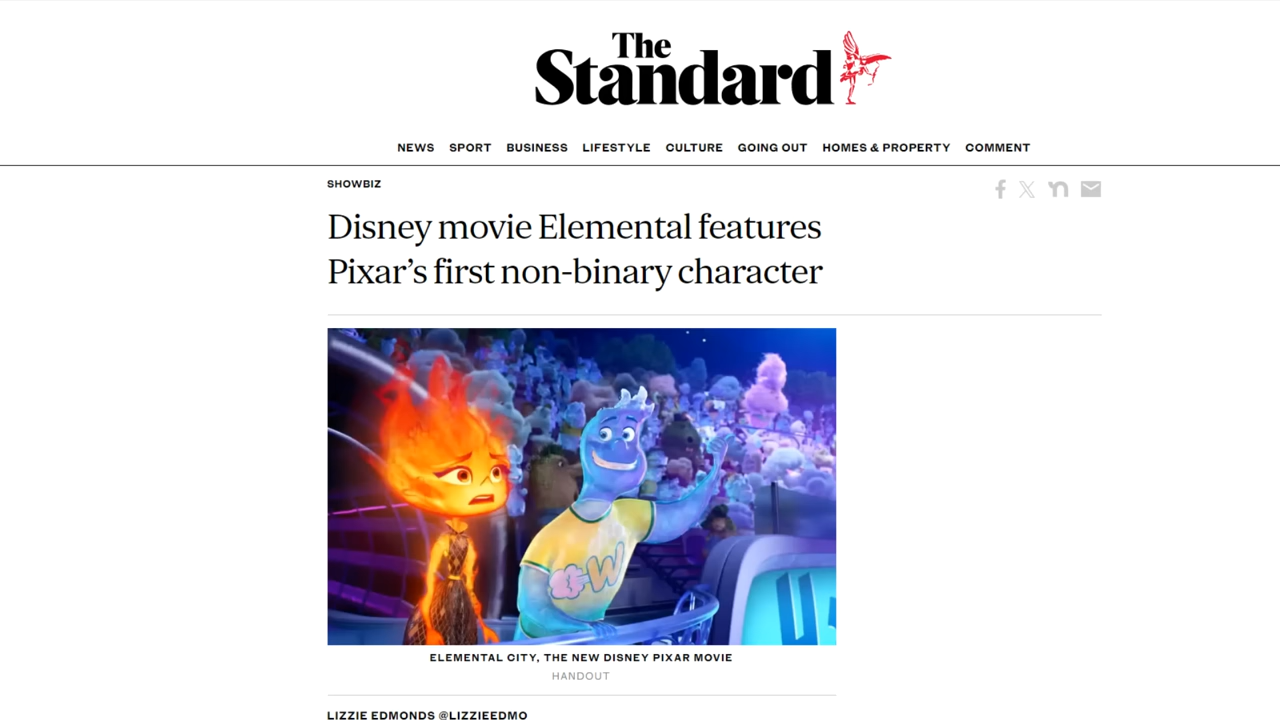 The
Standard
NEWS SPORT BUSINESS LIFESTYLE CULTURE GOING OUT HOMES & PROPERTY COMMENT
SHOWBIZ
Disney movie Elemental features
Pixar’s first non-binary character
W
ELEMENTAL CITY, THE NEW DISNEY PIXAR MOVIE
HANDOUT
LIZZIE EDMONDS @LIZZIEEDMO